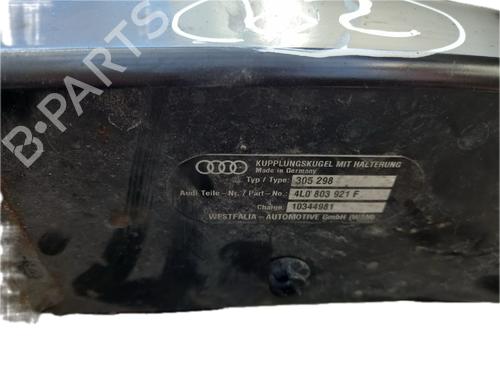 B-PARTS
KUPPLUNGSKUGEL MIT HALTERUNG
Made in Germany
Typ / Type: 305 298
Audi Teile-Nr. / Part-No.: 4L0 803 921 F
Charge: 10344981
WESTFALIA - AUTOMOTIVE GmbH